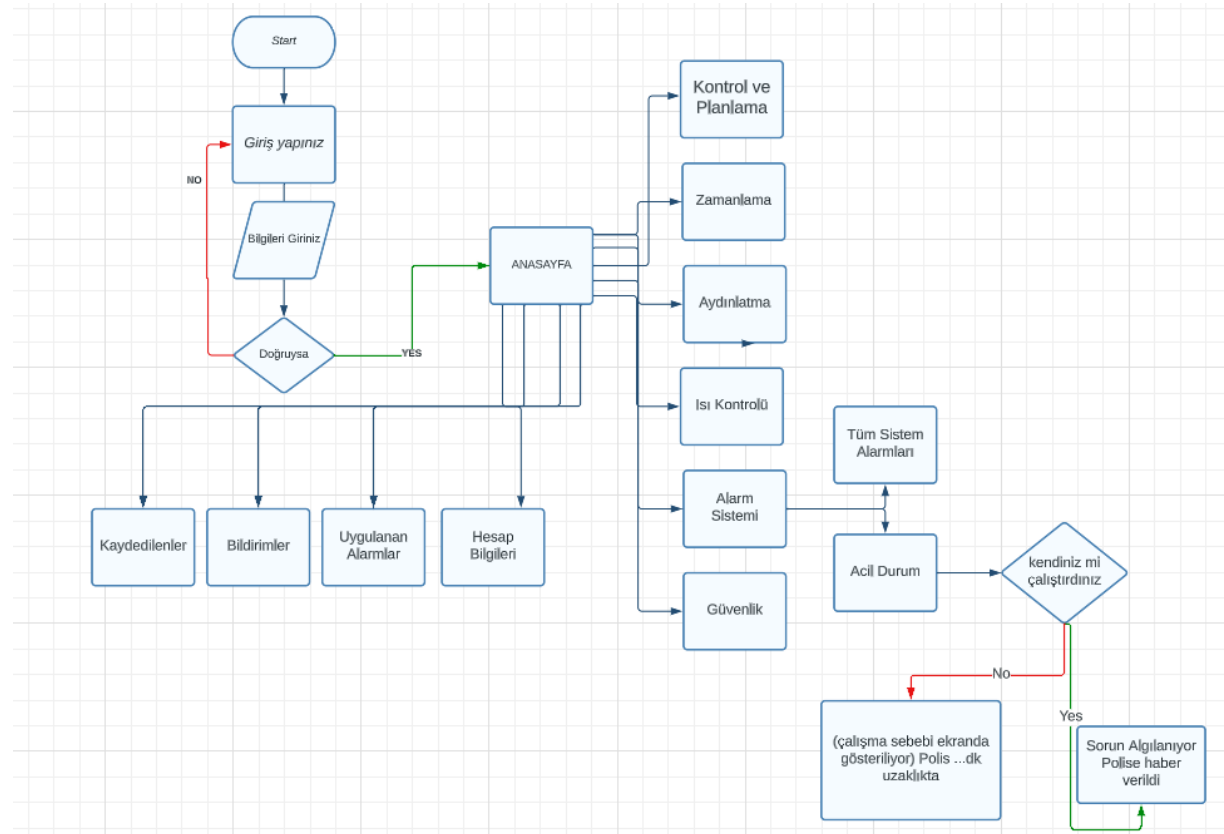 Start
Giriş yapınız
NO
Bilgileri Giriniz
Doğruysa
YES
ANASAYFA
Kontrol ve
Planlama
Zamanlama
Aydınlatma
Isı Kontrolü
Alarm
Sistemi
Güvenlik
Kaydedilenler
Bildirimler
Uygulanan
Alarmlar
Hesap
Bilgileri
Tüm Sistem
Alarmları
Acil Durum
kendiniz mi
çalıştırdınız
No
(çalışma sebebi ekranda
gösteriliyor) Polis ...dk
uzaklıkta
Yes
Sorun Algılanıyor
Polise haber
verildi